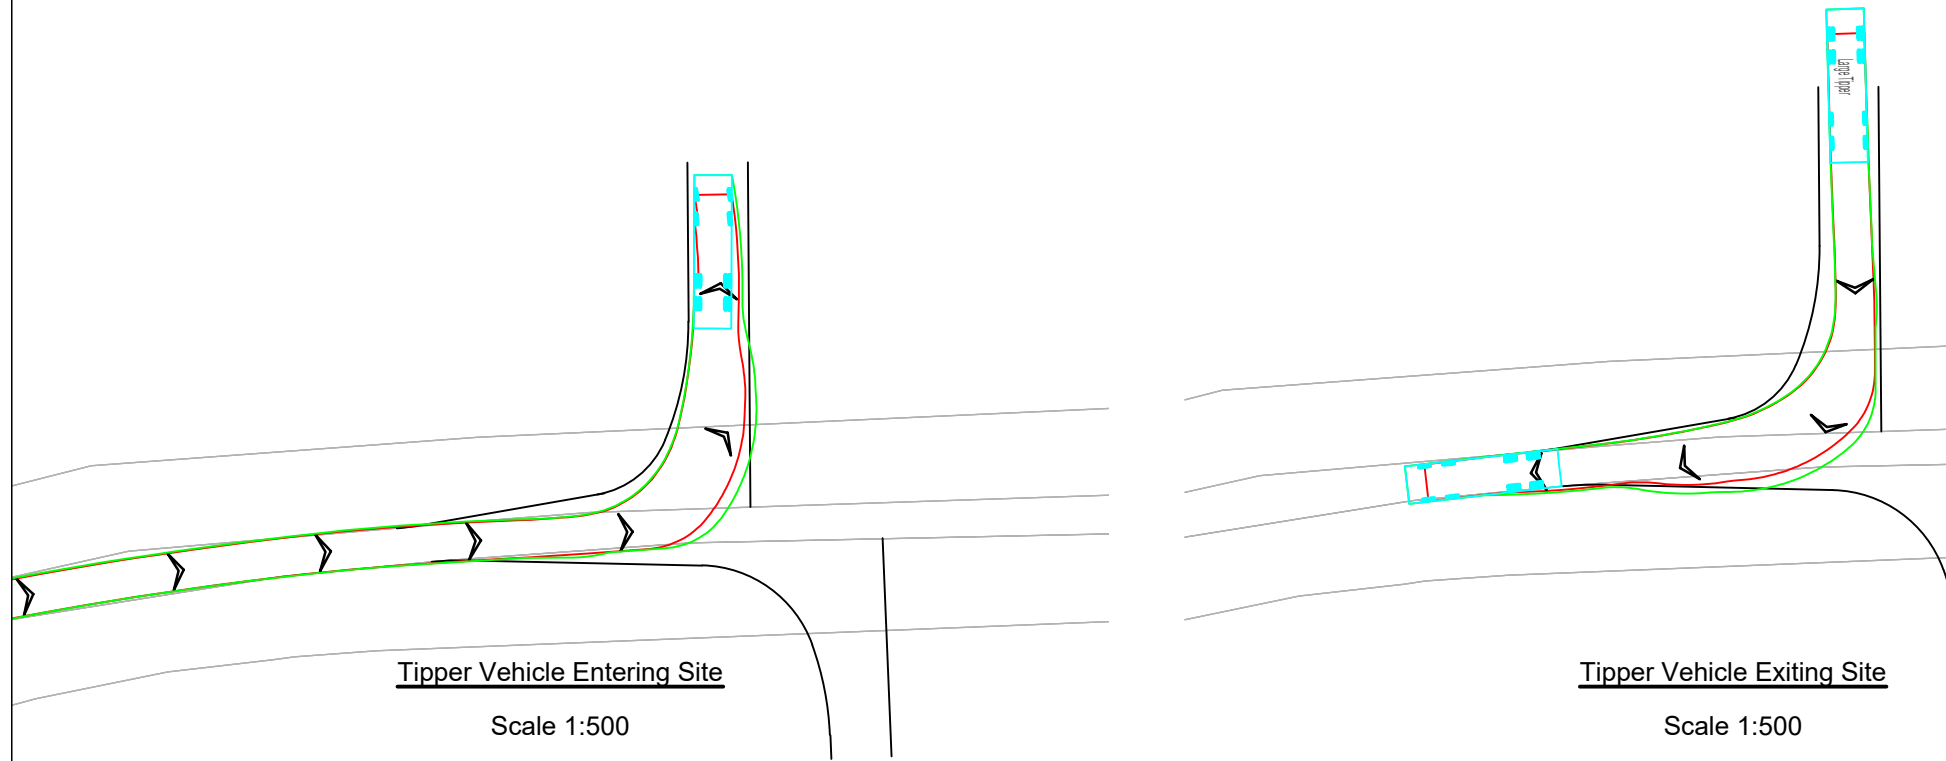 Large Tipper
Tipper Vehicle Entering Site
Scale 1:500
Tipper Vehicle Exiting Site
Scale 1:500